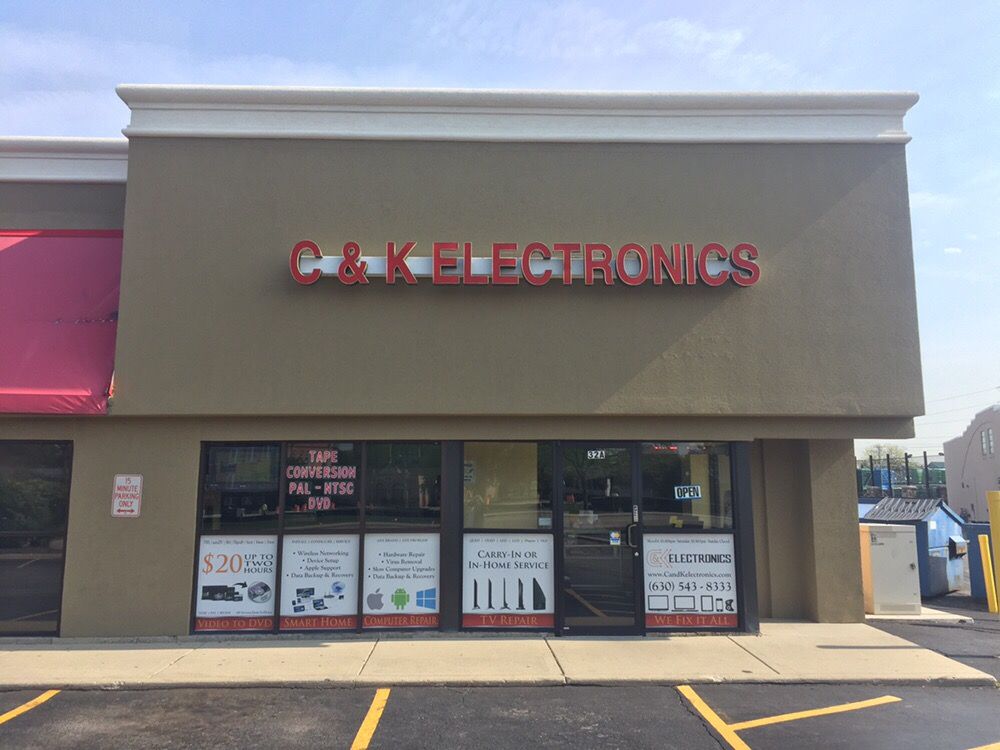 C & K ELECTRONICS
15
MINUTE
PARKING
ONLY
TAPE
CONVERSION
PAL - NTSC
DVD
32A
OPEN
$20 UP TO
TWO
HOURS
VIDEO TO DVD
• Wireless Networking
• Device Setup
• Apple Support
• Data Backup & Recovery
SMART HOME
• Hardware Repair
• Virus Removal
• Slow Computer Upgrades
• Data Backup & Recovery
COMPUTER REPAIR
CARRY-IN OR
IN-HOME SERVICE
TV REPAIR
C&K ELECTRONICS
www.CandKelectronics.com
(630) 543 - 8333
WE FIX IT ALL